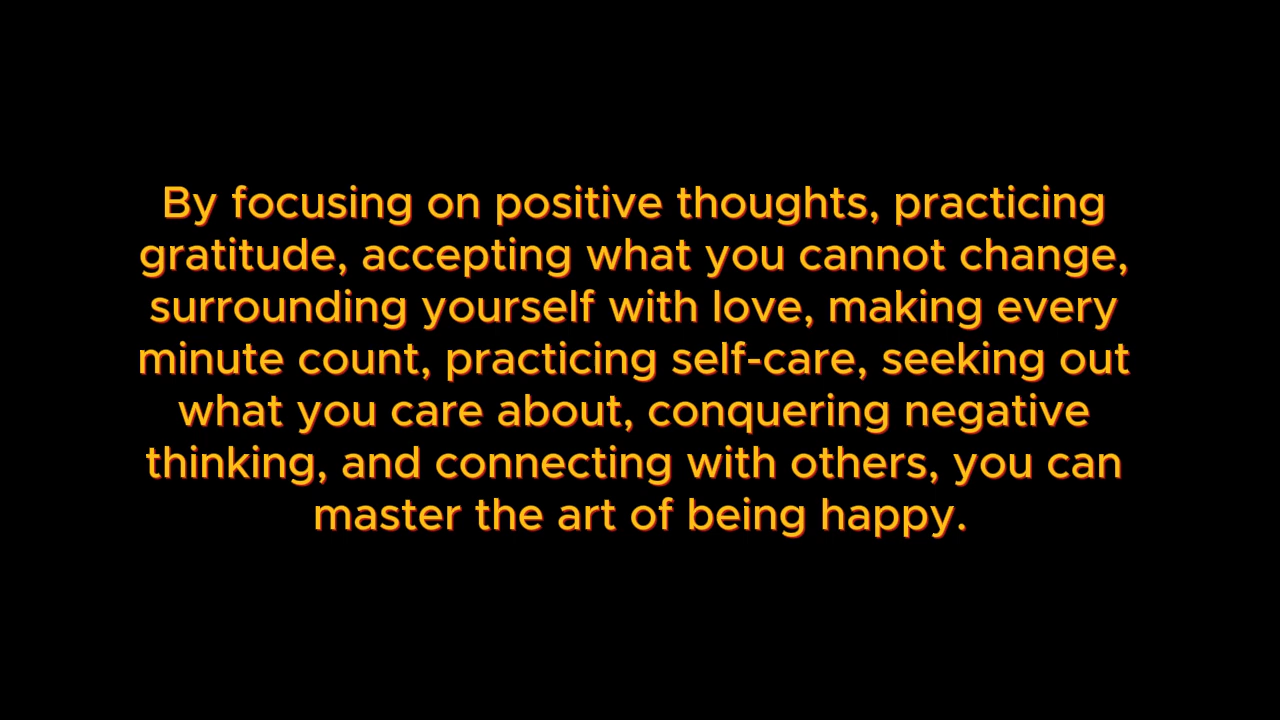 By focusing on positive thoughts, practicing
gratitude, accepting what you cannot change,
surrounding yourself with love, making every
minute count, practicing self-care, seeking out
what you care about, conquering negative
thinking, and connecting with others, you can
master the art of being happy.